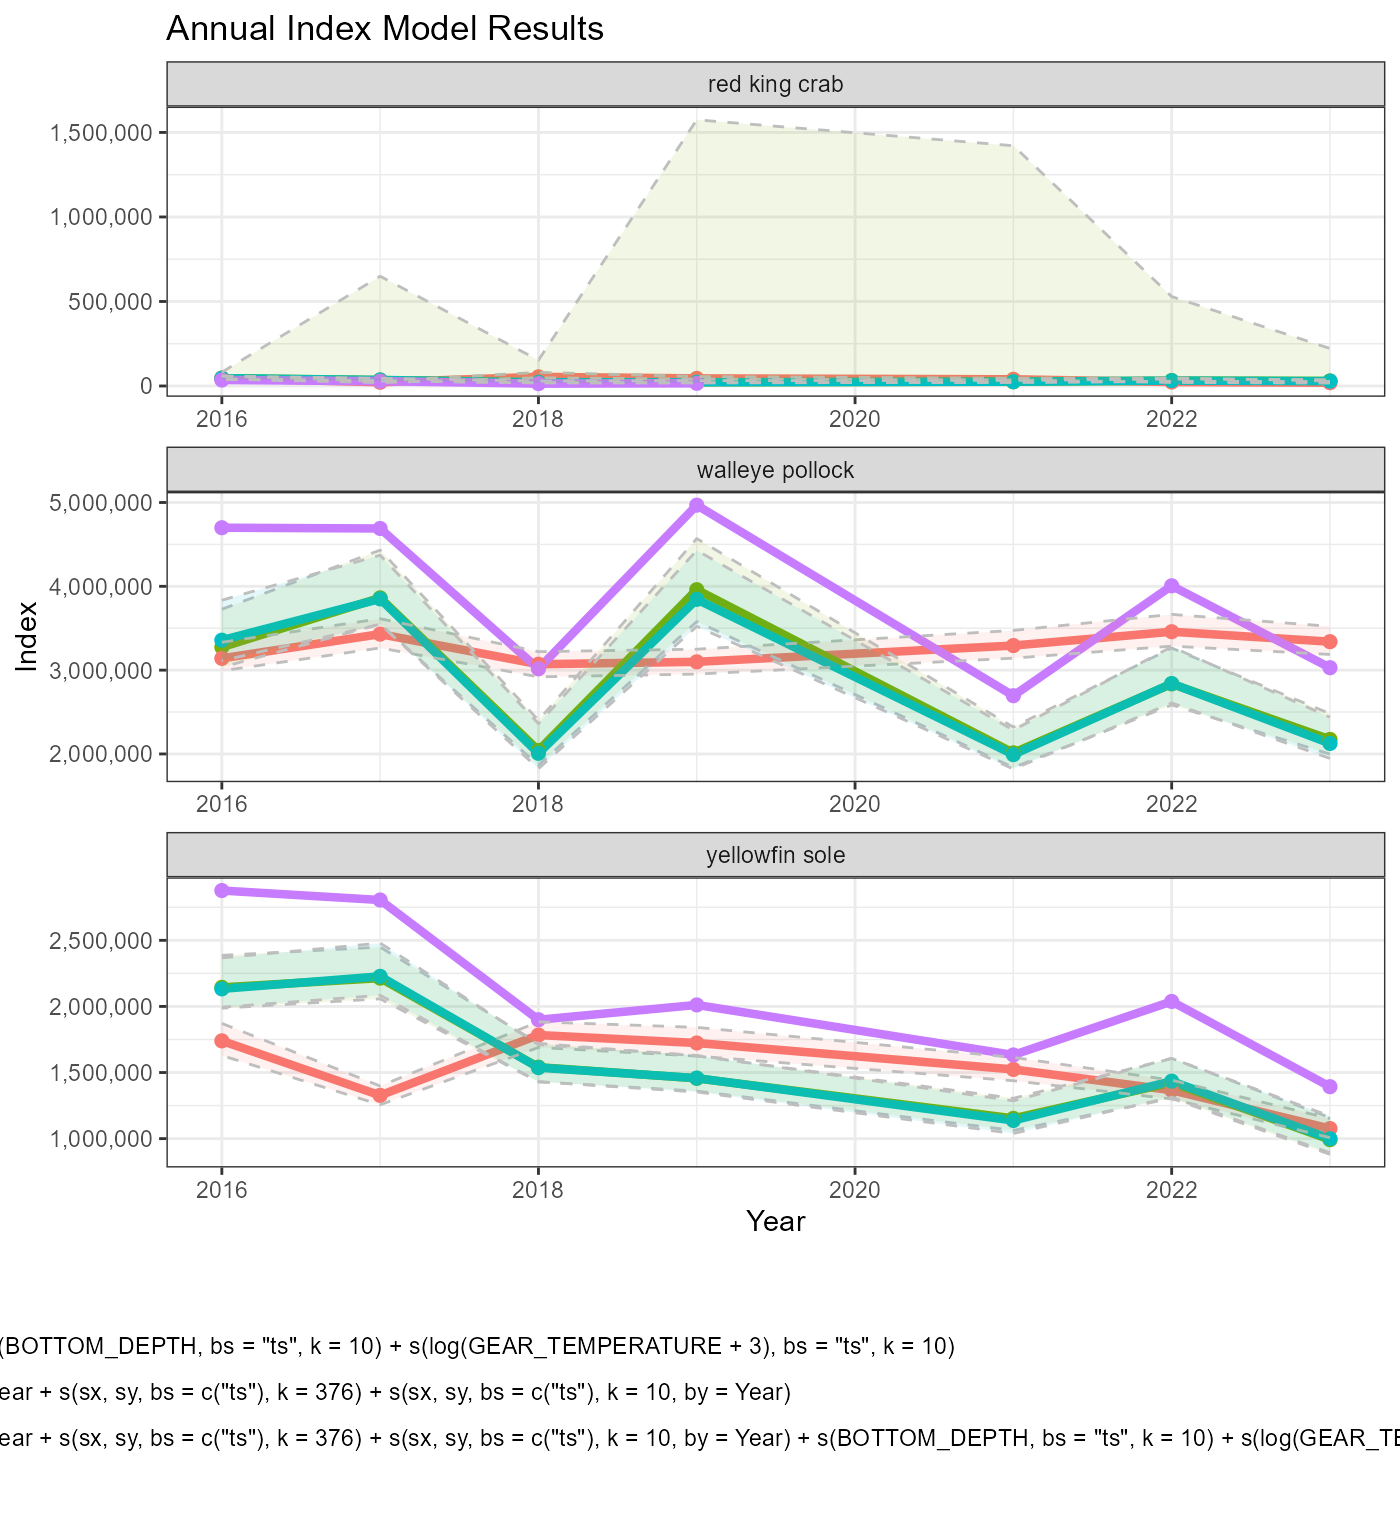 Annual Index Model Results
red king crab
1,500,000
1,000,000
500,000
0
2016 2018 2020 2022
walleye pollock
5,000,000
4,000,000
3,000,000
2,000,000
2016 2018 2020 2022
Index
yellowfin sole
2,500,000
2,000,000
1,500,000
1,000,000
2016 2018 2020 2022
Year
(BOTTOM_DEPTH, bs = "ts", k = 10) + s(log(GEAR_TEMPERATURE + 3), bs = "ts", k = 10)
ear + s(sx, sy, bs = c("ts"), k = 376) + s(sx, sy, bs = c("ts"), k = 10, by = Year)
ear + s(sx, sy, bs = c("ts"), k = 376) + s(sx, sy, bs = c("ts"), k = 10, by = Year) + s(BOTTOM_DEPTH, bs = "ts", k = 10) + s(log(GEAR_TE